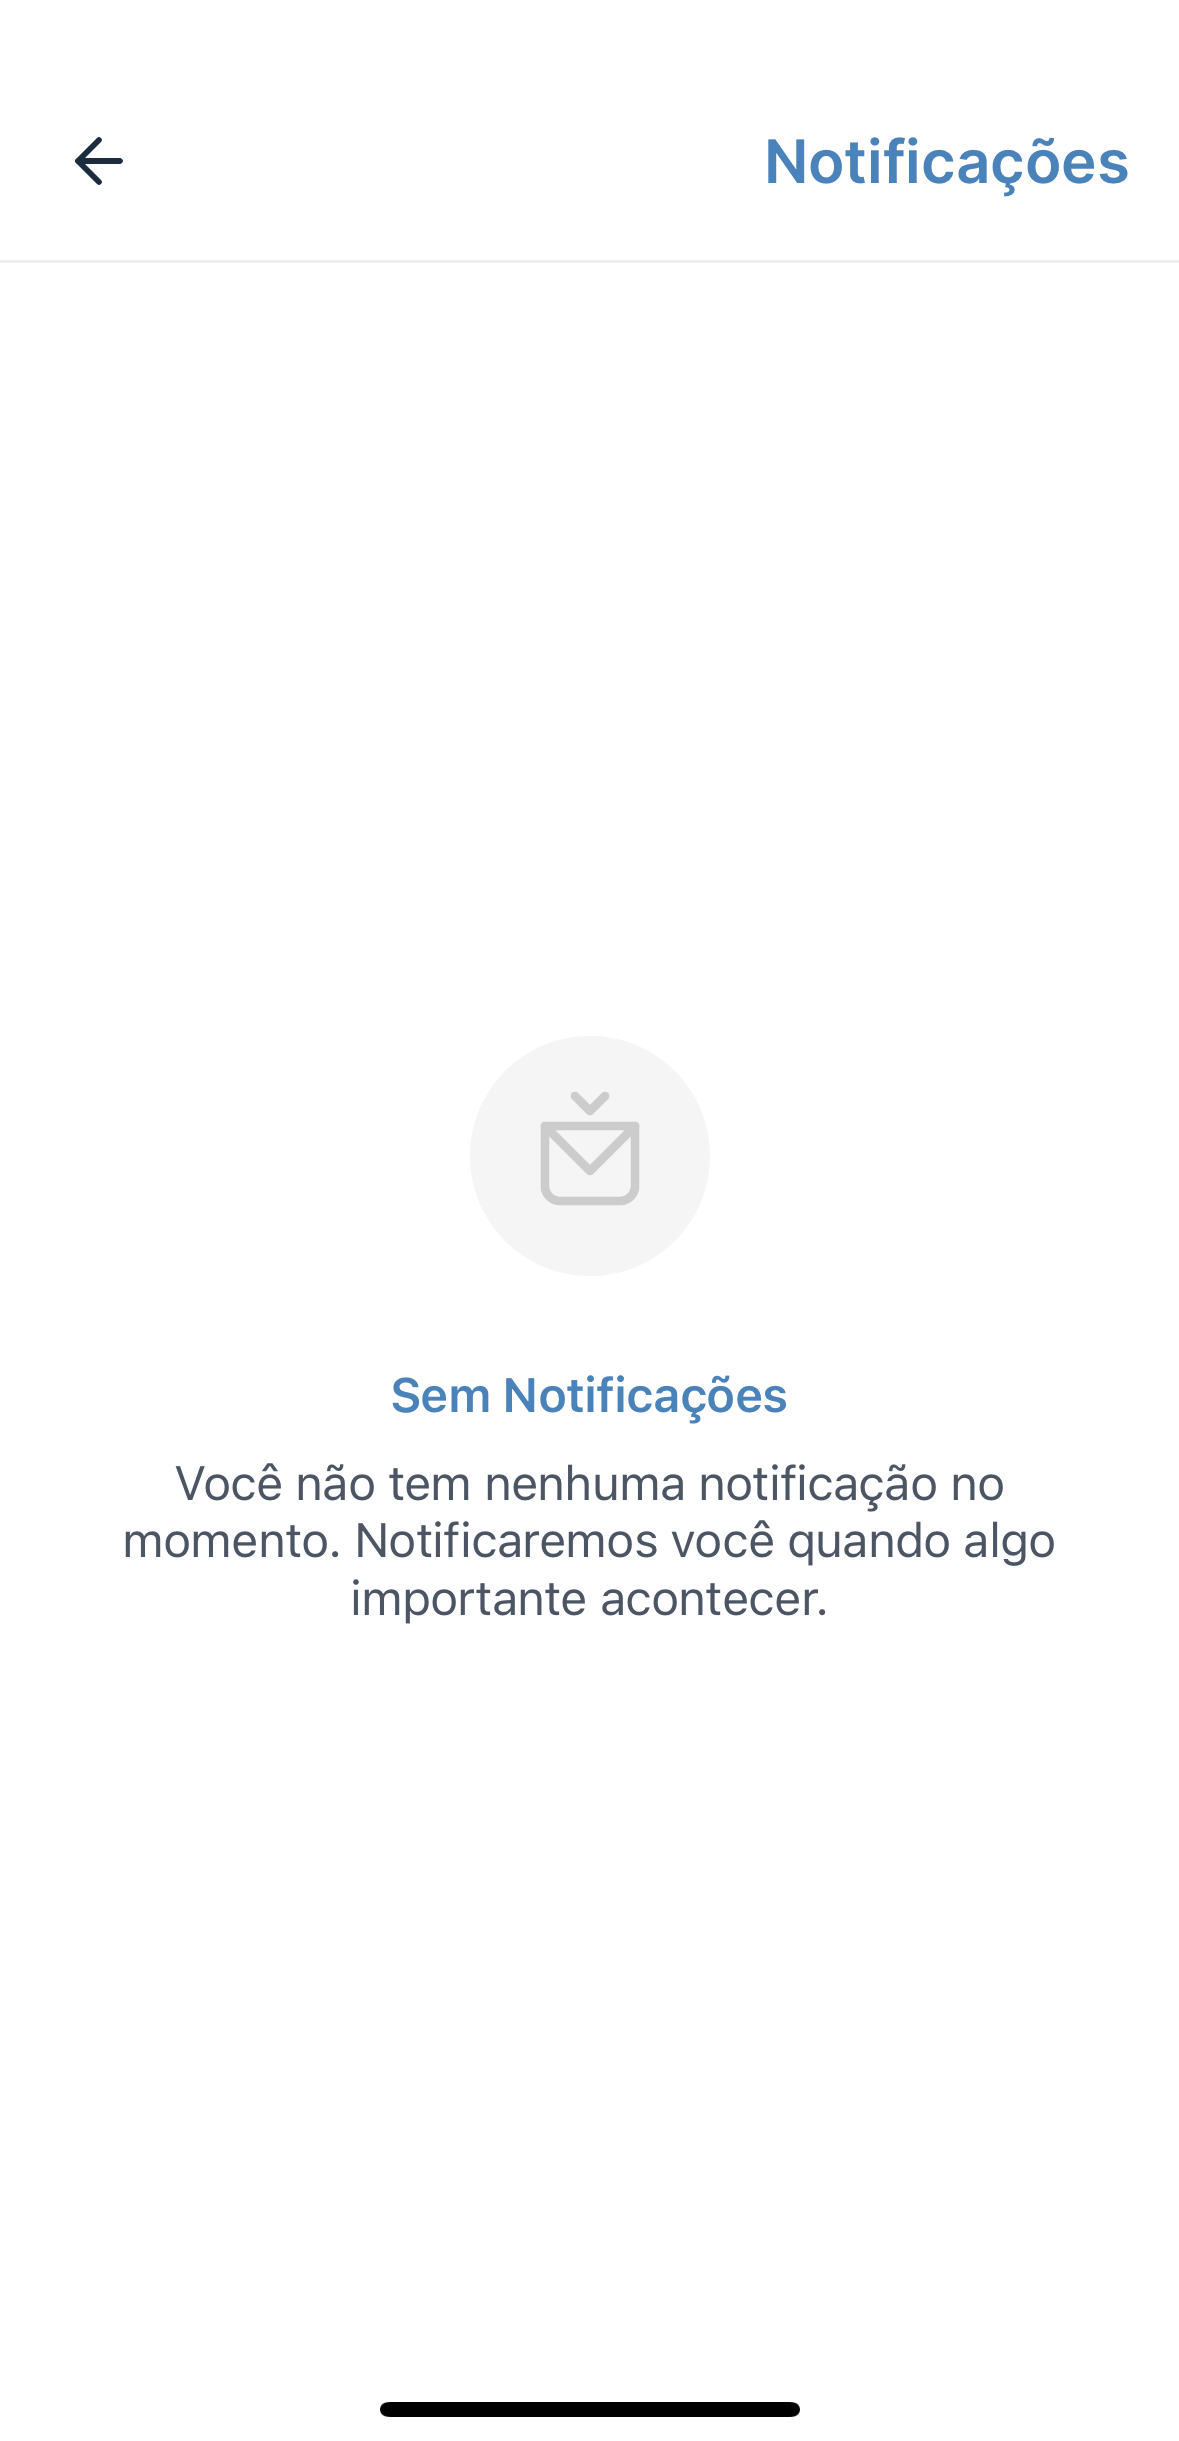 Notificações
Sem Notificações
Você não tem nenhuma notificação no
momento. Notificaremos você quando algo
importante acontecer.